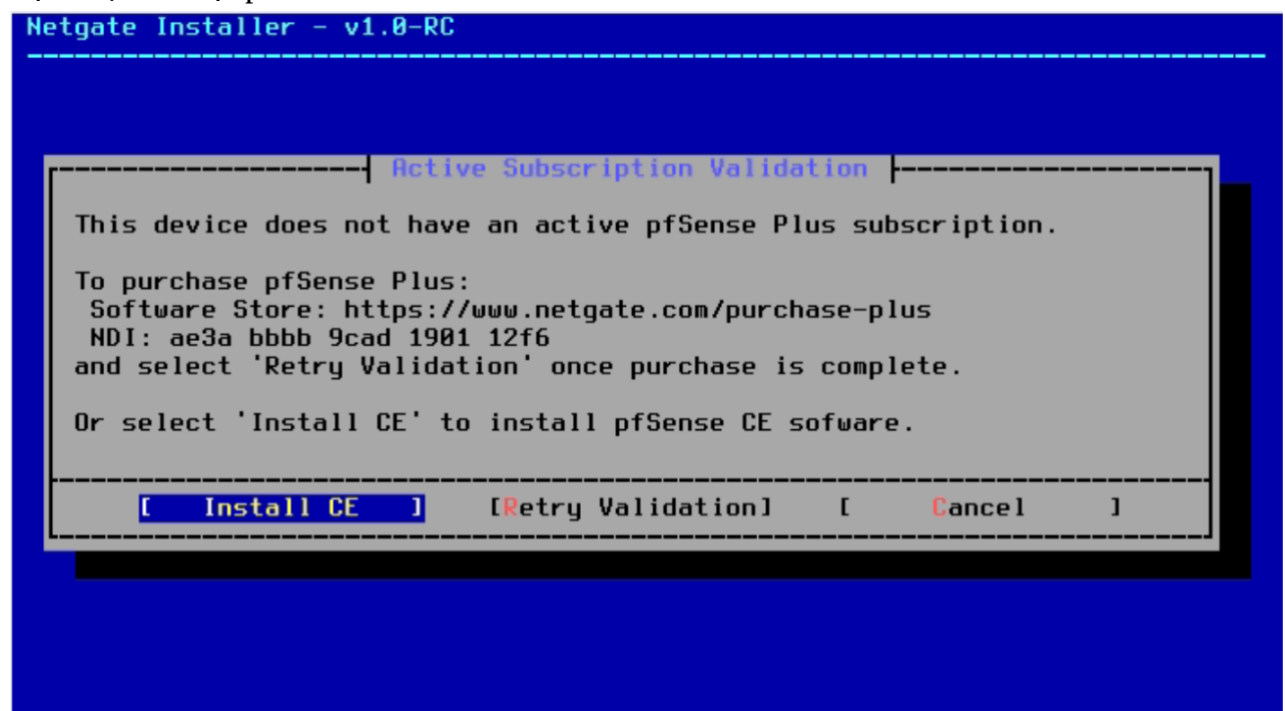 Netgate Installer - v1.0-RC
Active Subscription Validation
This device does not have an active pfSense Plus subscription.
To purchase pfSense Plus:
Software Store: https://www.netgate.com/purchase-plus
NDI: ae3a bbbb 9cad 1901 12f6
and select 'Retry Validation' once purchase is complete.
Or select 'Install CE' to install pfSense CE sofware.
[ Install CE ] [Retry Validation] [ Cancel ]